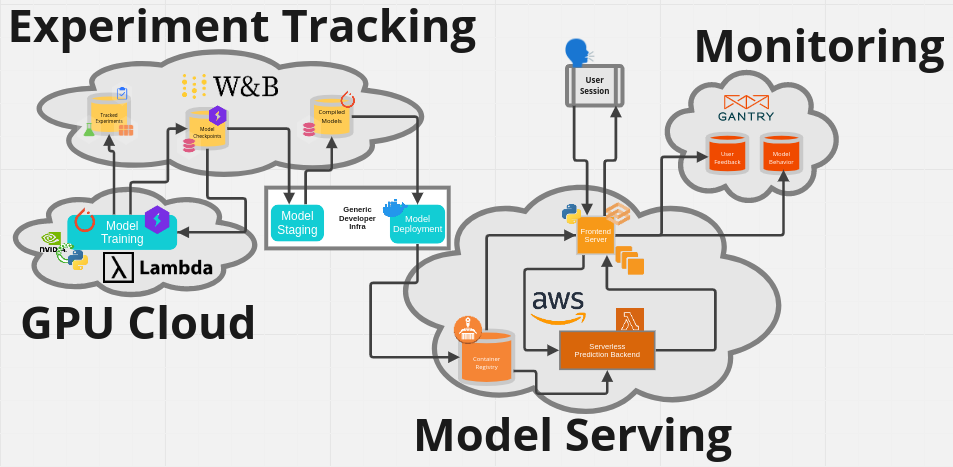 Experiment Tracking
Monitoring
W&B
Tracked
Experiments
Model
Checkpoints
Compiled
Models
User
Session
GANTRY
User
Feedback
Model
Behavior
Model
Training
NVIDIA
Lambda
GPU Cloud
Model
Staging
Generic
Developer
Infra
Model
Deployment
Frontend
Server
aws
Container
Registry
Serverless
Prediction Backend
Model Serving